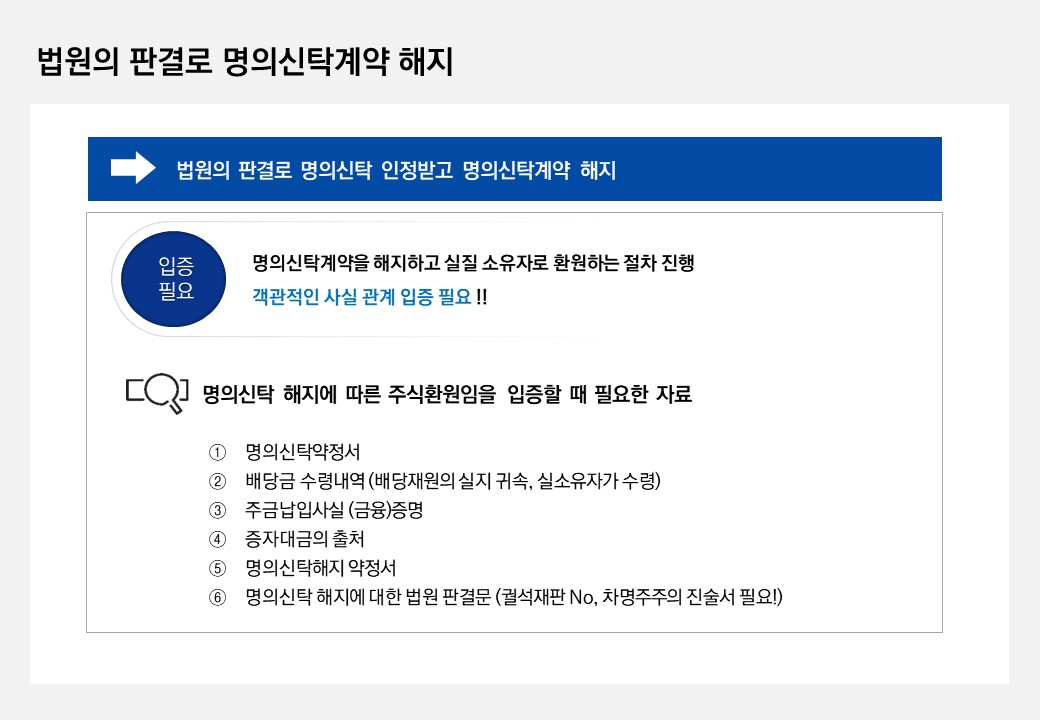 법원의 판결로 명의신탁계약 해지
법원의 판결로 명의신탁 인정받고 명의신탁계약 해지
입증
필요
명의신탁계약을 해지하고 실질 소유자로 환원하는 절차 진행
객관적인 사실 관계 입증 필요 !!
명의신탁 해지에 따른 주식환원임을 입증할 때 필요한 자료
① 명의신탁약정서
② 배당금 수령내역 (배당재원의 실지 귀속, 실소유자가 수령)
③ 주금납입사실 (금융)증명
④ 증자대금의 출처
⑤ 명의신탁해지 약정서
⑥ 명의신탁 해지에 대한 법원 판결문 (궐석재판 No, 차명주주의 진술서 필요!)